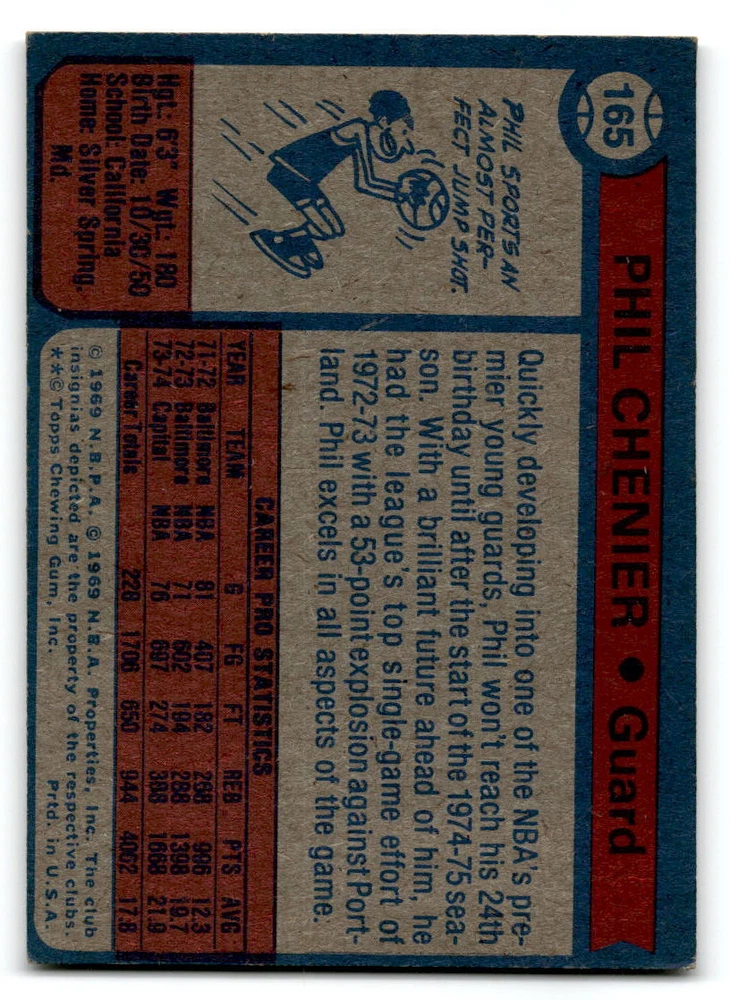 165
PHIL CHENIER • Guard
PHIL SPORTS AN
ALMOST PER-
FECT JUMP SHOT.
Hgt.: 6'3" Wgt.: 180
Birth Date: 10/30/50
School: California
Home: Silver Spring,
Md.
Quickly developing into one of the NBA's pre-
mier young guards, Phil won't reach his 24th
birthday until after the start of the 1974-75 sea-
son. With a brilliant future ahead of him, he
had the league's top single-game effort of
1972-73 with a 53-point explosion against Port-
land. Phil excels in all aspects of the game.
CAREER PRO STATISTICS
YEAR TEAM G FG FT REB. PTS AVG.
71-72 Baltimore NBA 81 407 182 268 996 12.3
72-73 Baltimore NBA 71 602 194 288 1398 19.7
73-74 Capital NBA 76 697 274 388 1668 21.9
Career Totals 228 1706 650 944 4062 17.8
© 1969 N.B.P.A. © 1969 N.B.A. Properties, Inc. The club
insignias depicted are the property of the respective clubs.
**© Topps Chewing Gum, Inc. Prtd. in U.S.A.